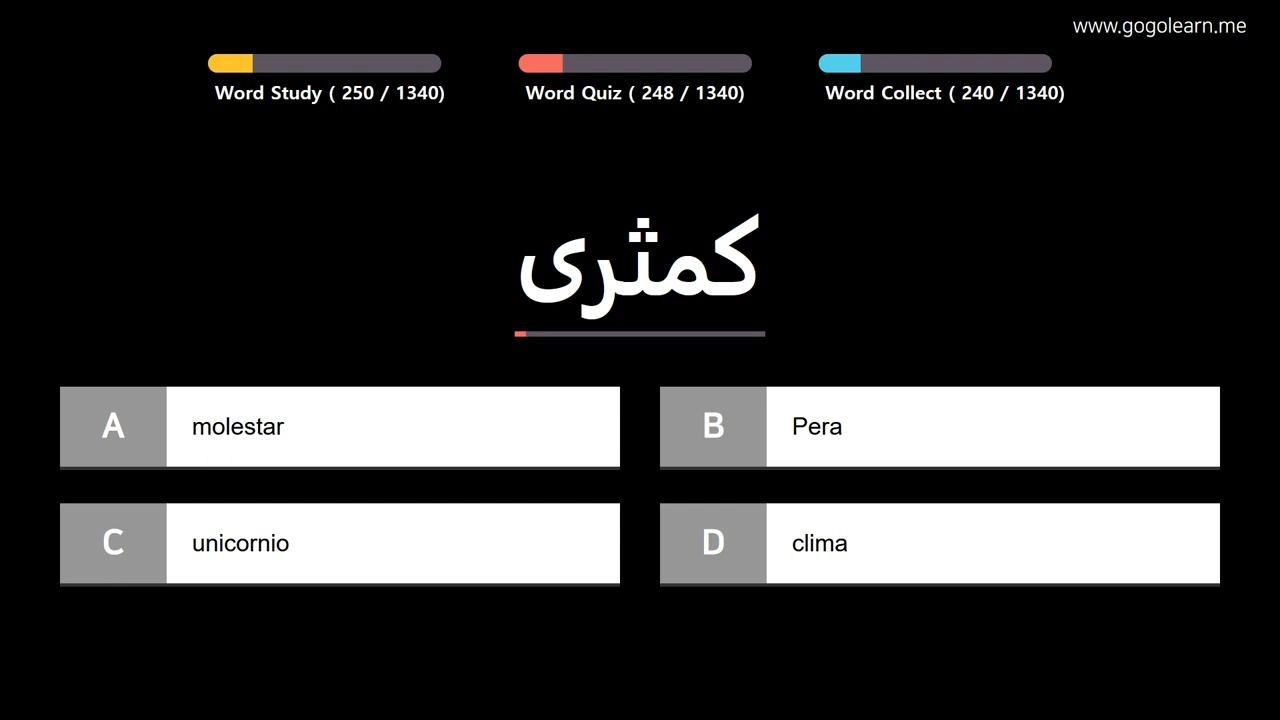 www.gogolearn.me
Word Study ( 250 / 1340)
Word Quiz ( 248 / 1340)
Word Collect ( 240 / 1340)
كمثرى
A
molestar
B
Pera
C
unicornio
D
clima